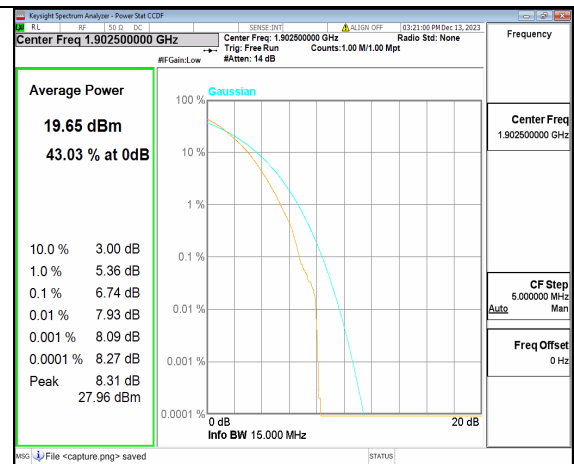 Keysight Spectrum Analyzer - Power Stat CCDF
RL RF 50 Ω DC SENSE:INT ALIGN OFF 03:21:00 PM Dec 13, 2023
Center Freq 1.902500000 GHz
Center Freq: 1.902500000 GHz Radio Std: None
Trig: Free Run Counts:1.00 M/1.00 Mpt
#IFGain:Low #Atten: 14 dB
Frequency
Average Power
19.65 dBm
43.03 % at 0dB
10.0 % 3.00 dB
1.0 % 5.36 dB
0.1 % 6.74 dB
0.01 % 7.93 dB
0.001 % 8.09 dB
0.0001 % 8.27 dB
Peak 8.31 dB
27.96 dBm
Gaussian
100 %
10 %
1 %
0.1 %
0.01 %
0.001 %
0.0001 %
0 dB 20 dB
Info BW 15.000 MHz
Center Freq
1.902500000 GHz
CF Step
5.000000 MHz
Auto Man
Freq Offset
0 Hz
MSG File <capture.png> saved STATUS